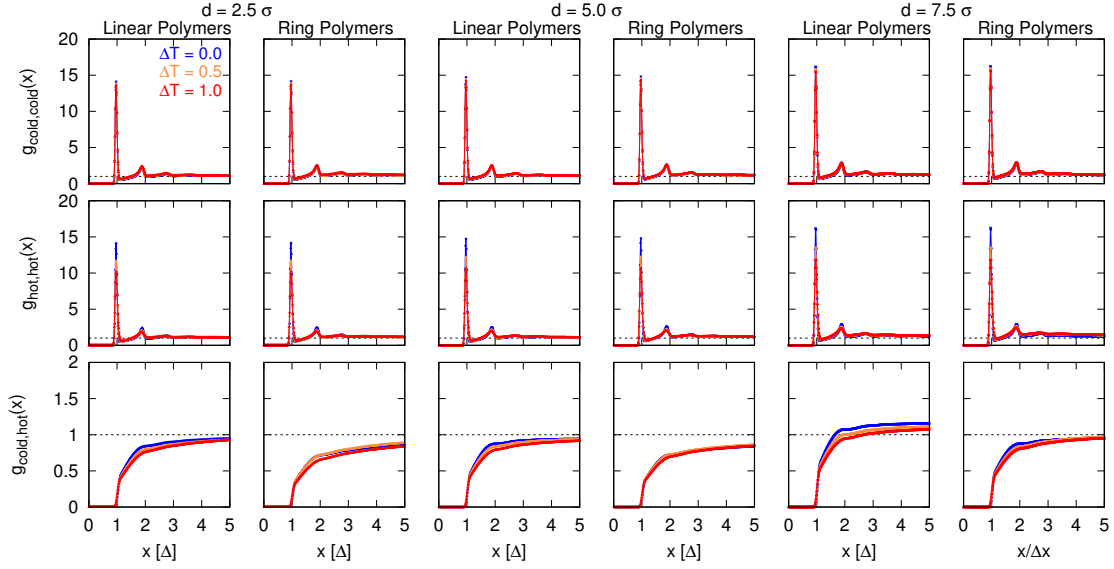 d = 2.5 σ d = 5.0 σ d = 7.5 σ
Linear Polymers Ring Polymers Linear Polymers Ring Polymers Linear Polymers Ring Polymers
ΔT = 0.0
ΔT = 0.5
ΔT = 1.0
g_cold,cold(x)
20
15
10
5
0
g_hot,hot(x)
20
15
10
5
0
g_cold,hot(x)
2
1.5
1
0.5
0
0 1 2 3 4 5 0 1 2 3 4 5 0 1 2 3 4 5 0 1 2 3 4 5 0 1 2 3 4 5 0 1 2 3 4 5
x [Δ] x [Δ] x [Δ] x [Δ] x [Δ] x/Δx